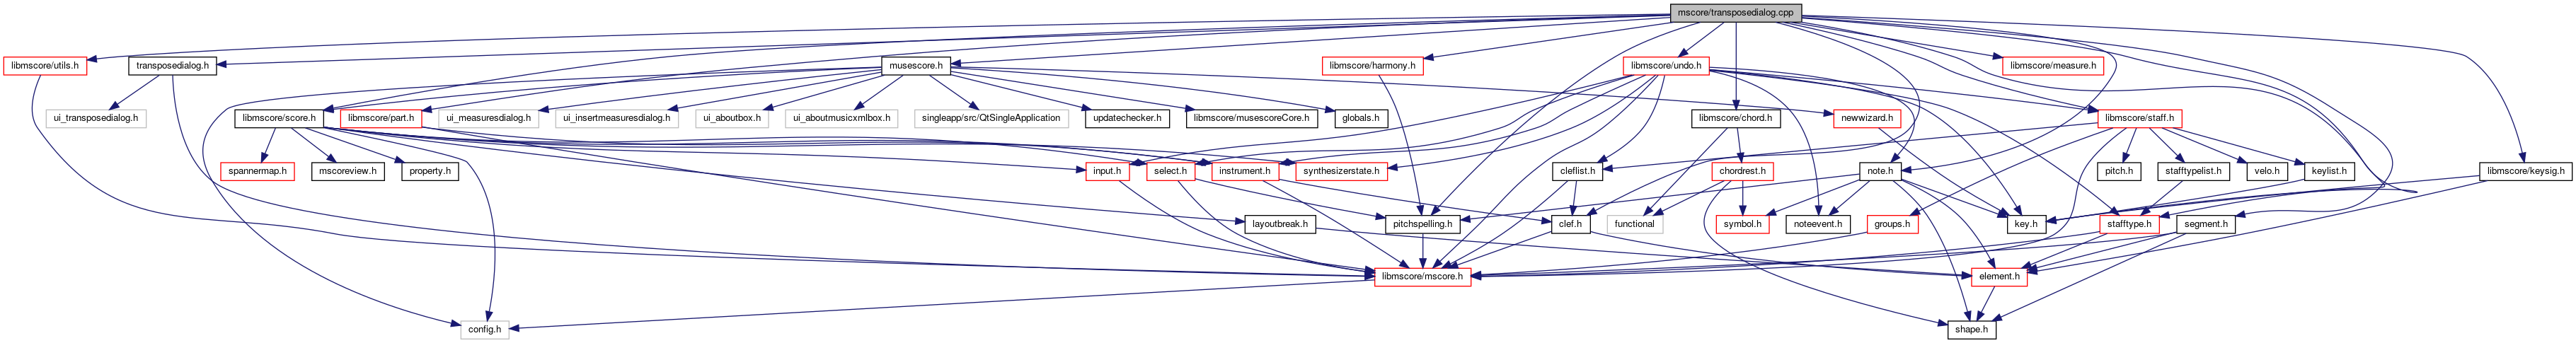 mscore/transposedialog.cpp
libmscore/utils.h
transposedialog.h
musescore.h
libmscore/harmony.h
libmscore/undo.h
libmscore/measure.h
ui_transposedialog.h
libmscore/score.h
libmscore/part.h
ui_measuresdialog.h
ui_insertmeasuresdialog.h
ui_aboutbox.h
ui_aboutmusicxmlbox.h
singleapp/src/QtSingleApplication
updatechecker.h
libmscore/musescoreCore.h
globals.h
libmscore/chord.h
newwizard.h
libmscore/staff.h
spannermap.h
mscoreview.h
property.h
input.h
select.h
instrument.h
synthesizerstate.h
cleflist.h
chordrest.h
note.h
pitch.h
stafftypelist.h
velo.h
keylist.h
libmscore/keysig.h
layoutbreak.h
pitchspelling.h
clef.h
functional
symbol.h
noteevent.h
groups.h
key.h
stafftype.h
segment.h
libmscore/mscore.h
element.h
config.h
shape.h